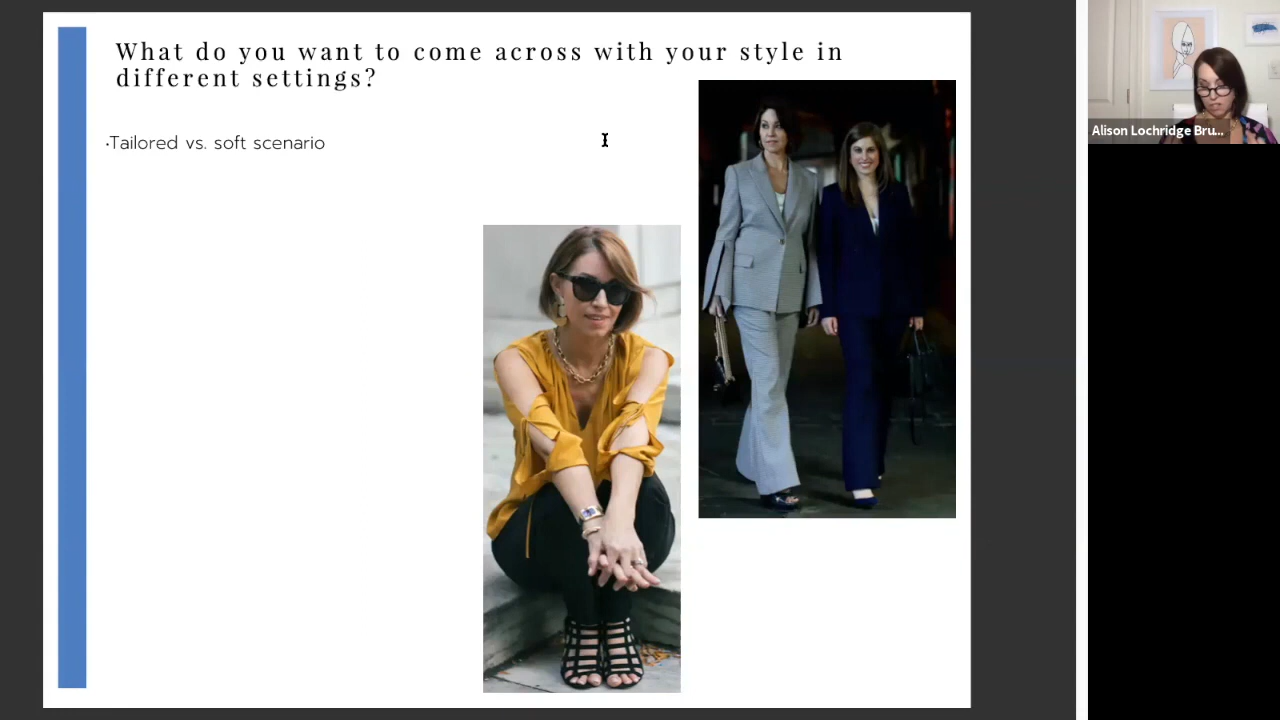 What do you want to come across with your style in
different settings?
•Tailored vs. soft scenario
Alison Lochridge Bru...